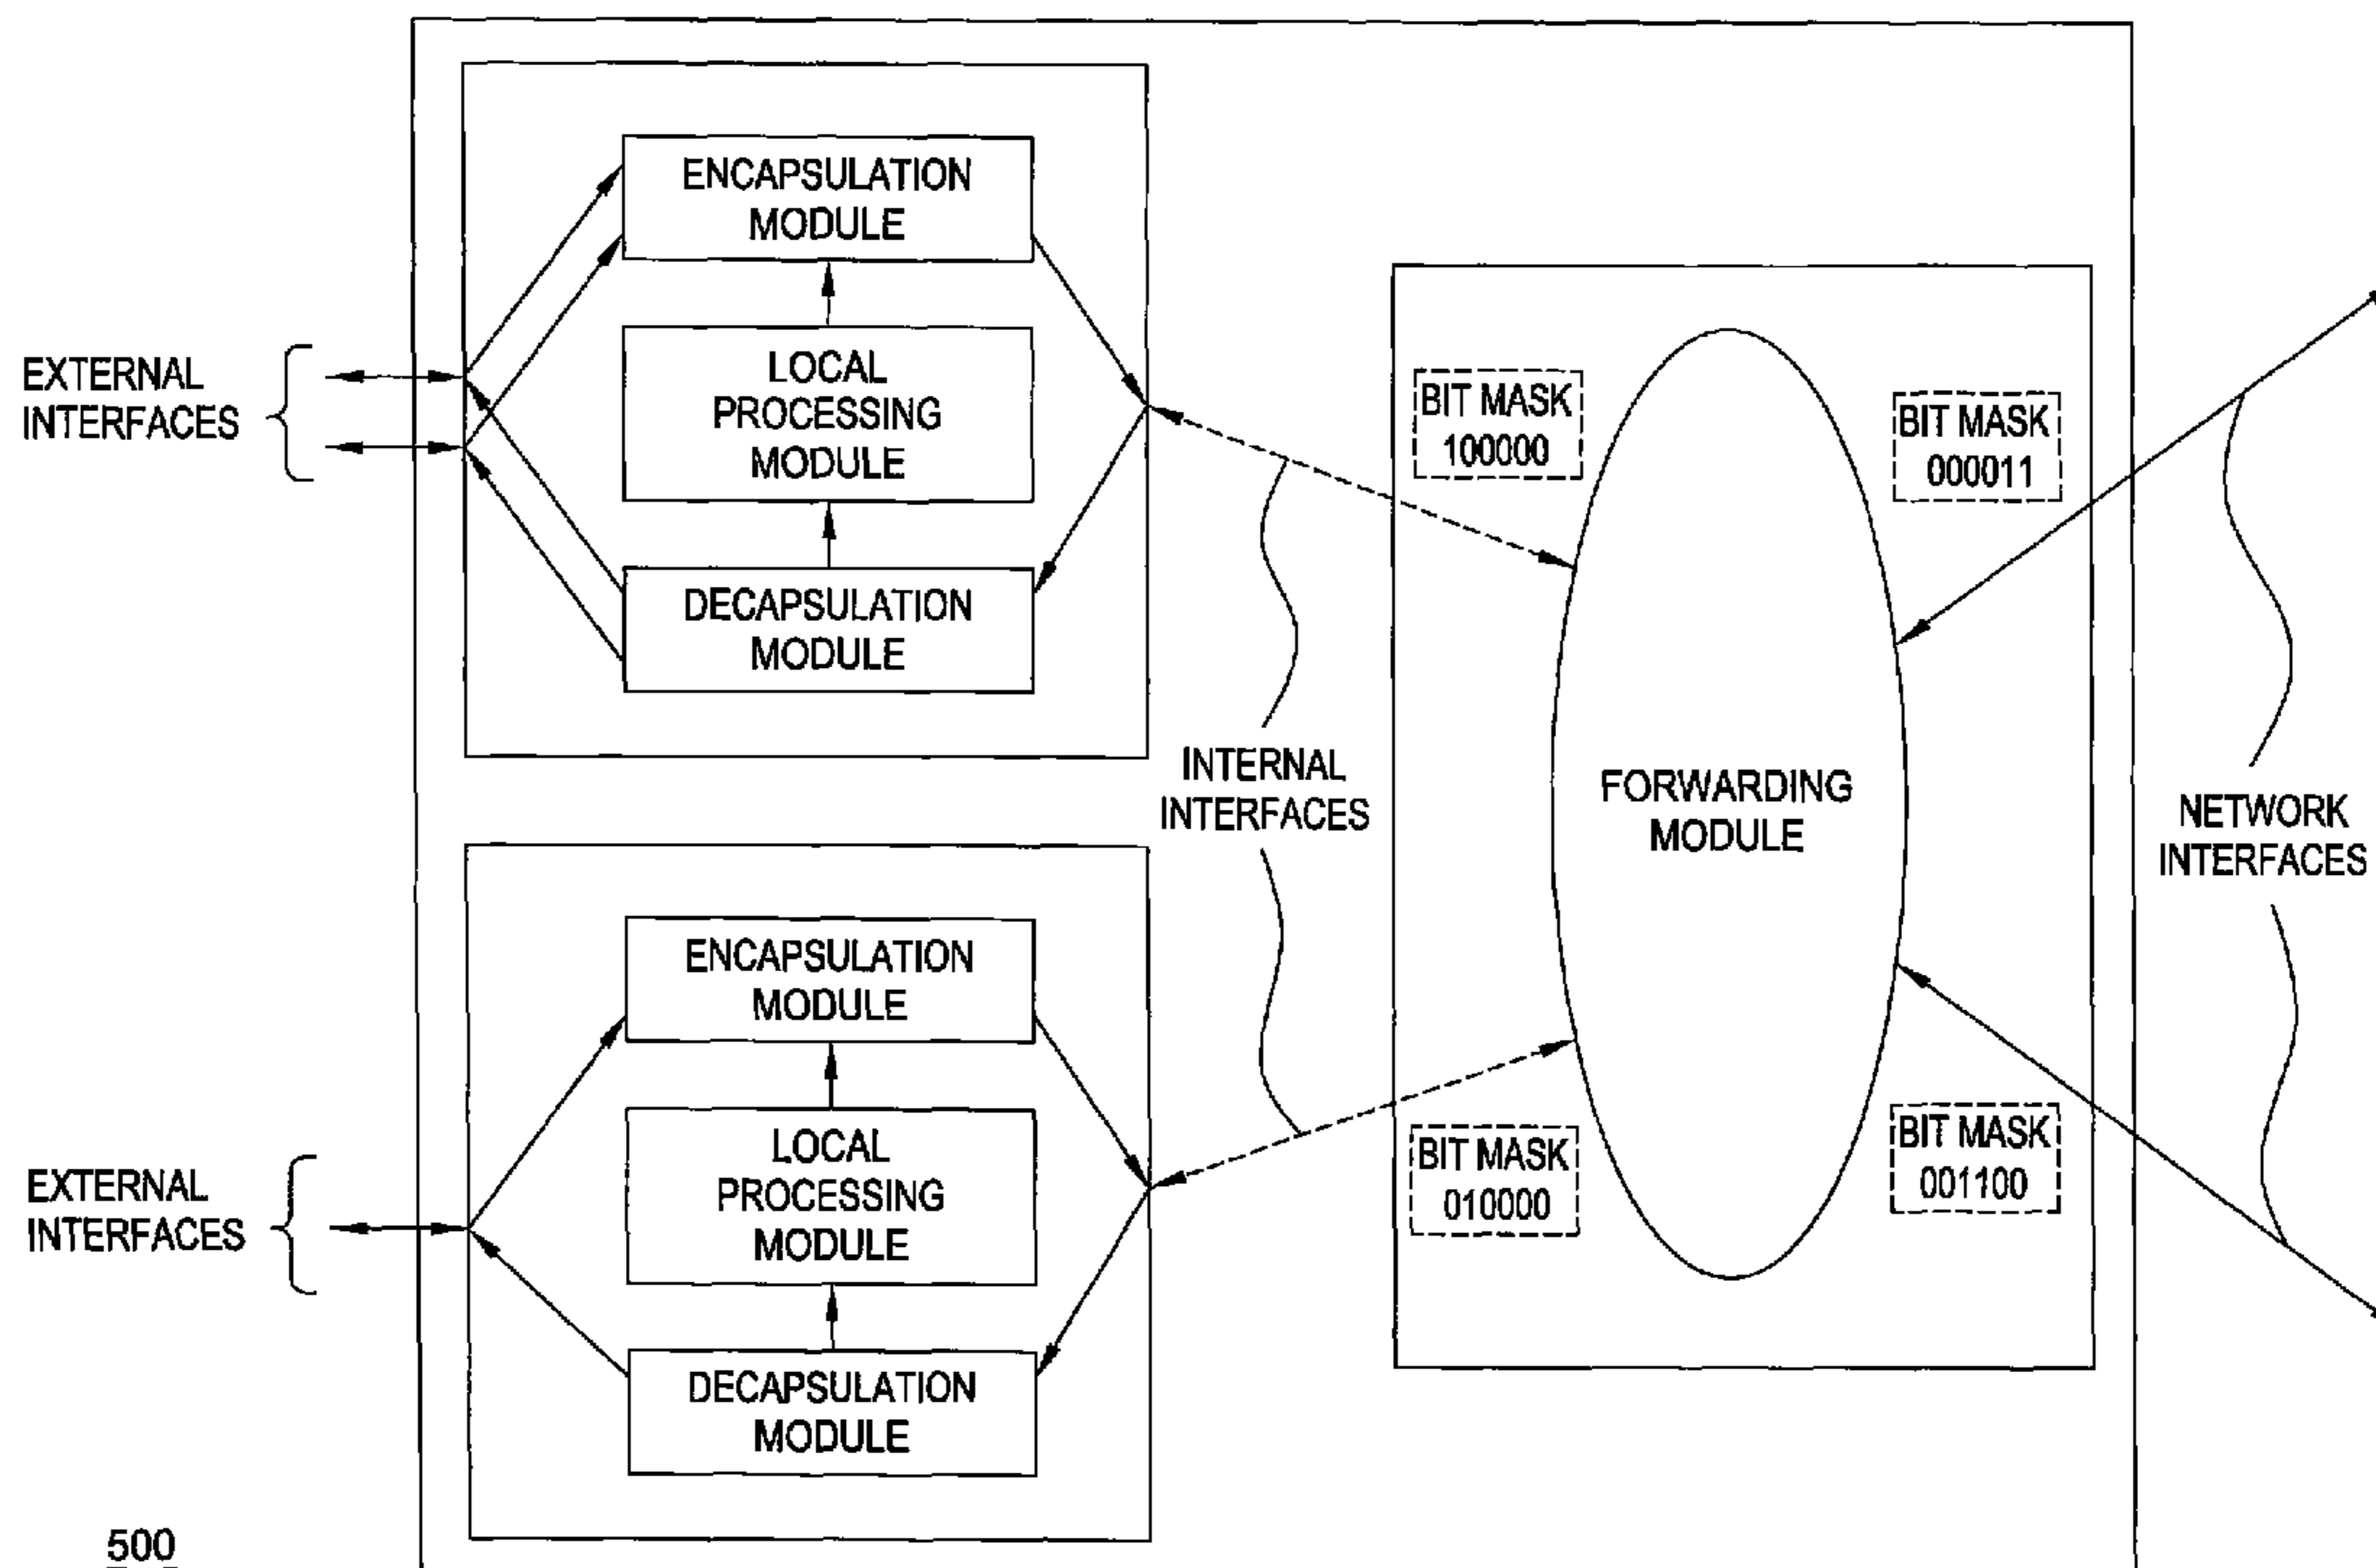 ENCAPSULATION
MODULE
LOCAL
PROCESSING
MODULE
DECAPSULATION
MODULE
EXTERNAL
INTERFACES
ENCAPSULATION
MODULE
LOCAL
PROCESSING
MODULE
DECAPSULATION
MODULE
EXTERNAL
INTERFACES
INTERNAL
INTERFACES
BIT MASK
100000
BIT MASK
000011
FORWARDING
MODULE
BIT MASK
010000
BIT MASK
001100
NETWORK
INTERFACES
500